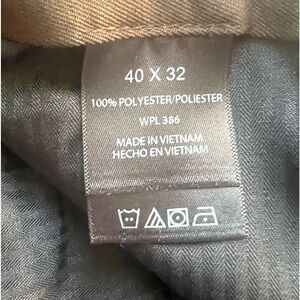 40 X 32
100% POLYESTER/POLIESTER
WPL 386
MADE IN VIETNAM
HECHO EN VIETNAM